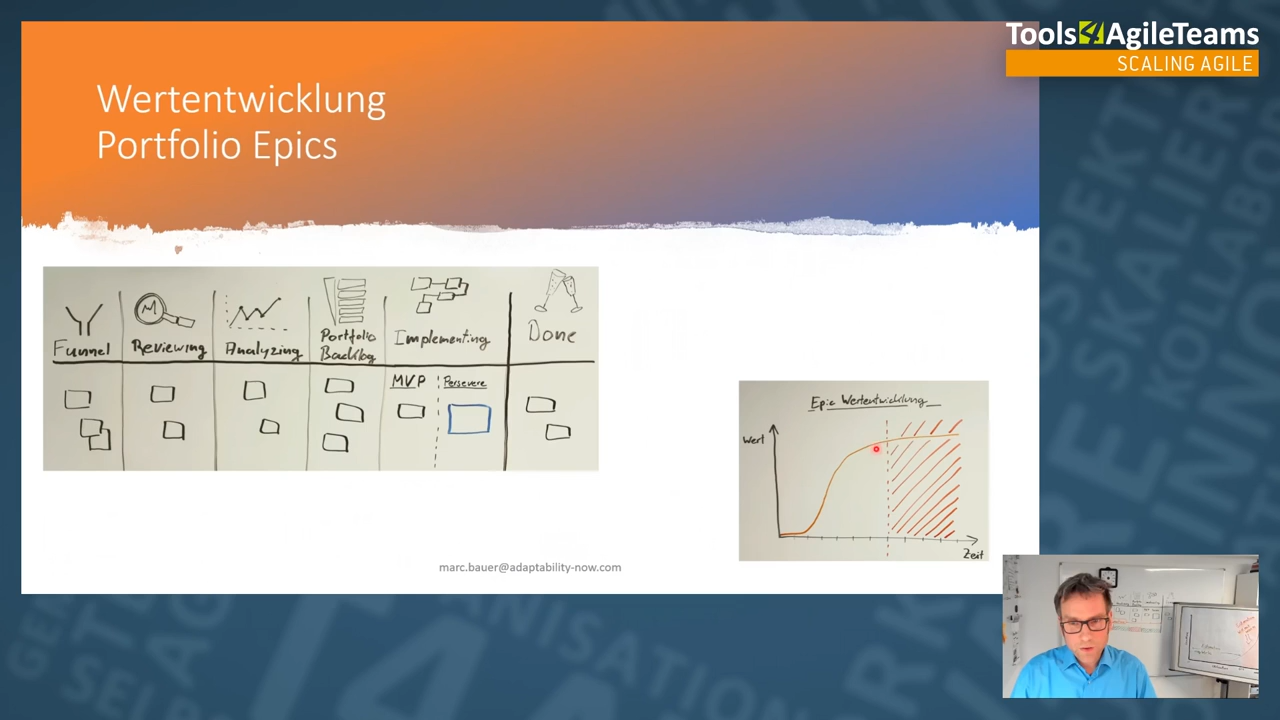 Tools4AgileTeams
SCALING AGILE
Wertentwicklung
Portfolio Epics
Funnel
Reviewing
Analyzing
Portfolio
Backlog
Implementing
Done
MVP
Persevere
Epic Wertentwicklung
Wert
Zeit
marc.bauer@adaptability-now.com